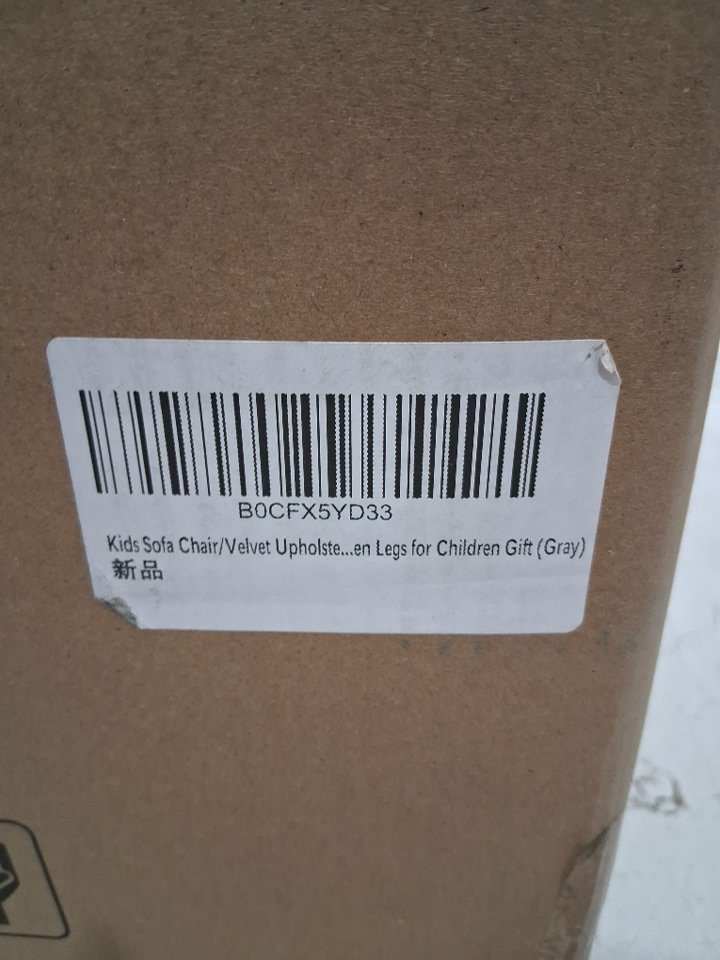 B0CFX5YD33
Kids Sofa Chair/Velvet Upholste...en Legs for Children Gift (Gray)
新品